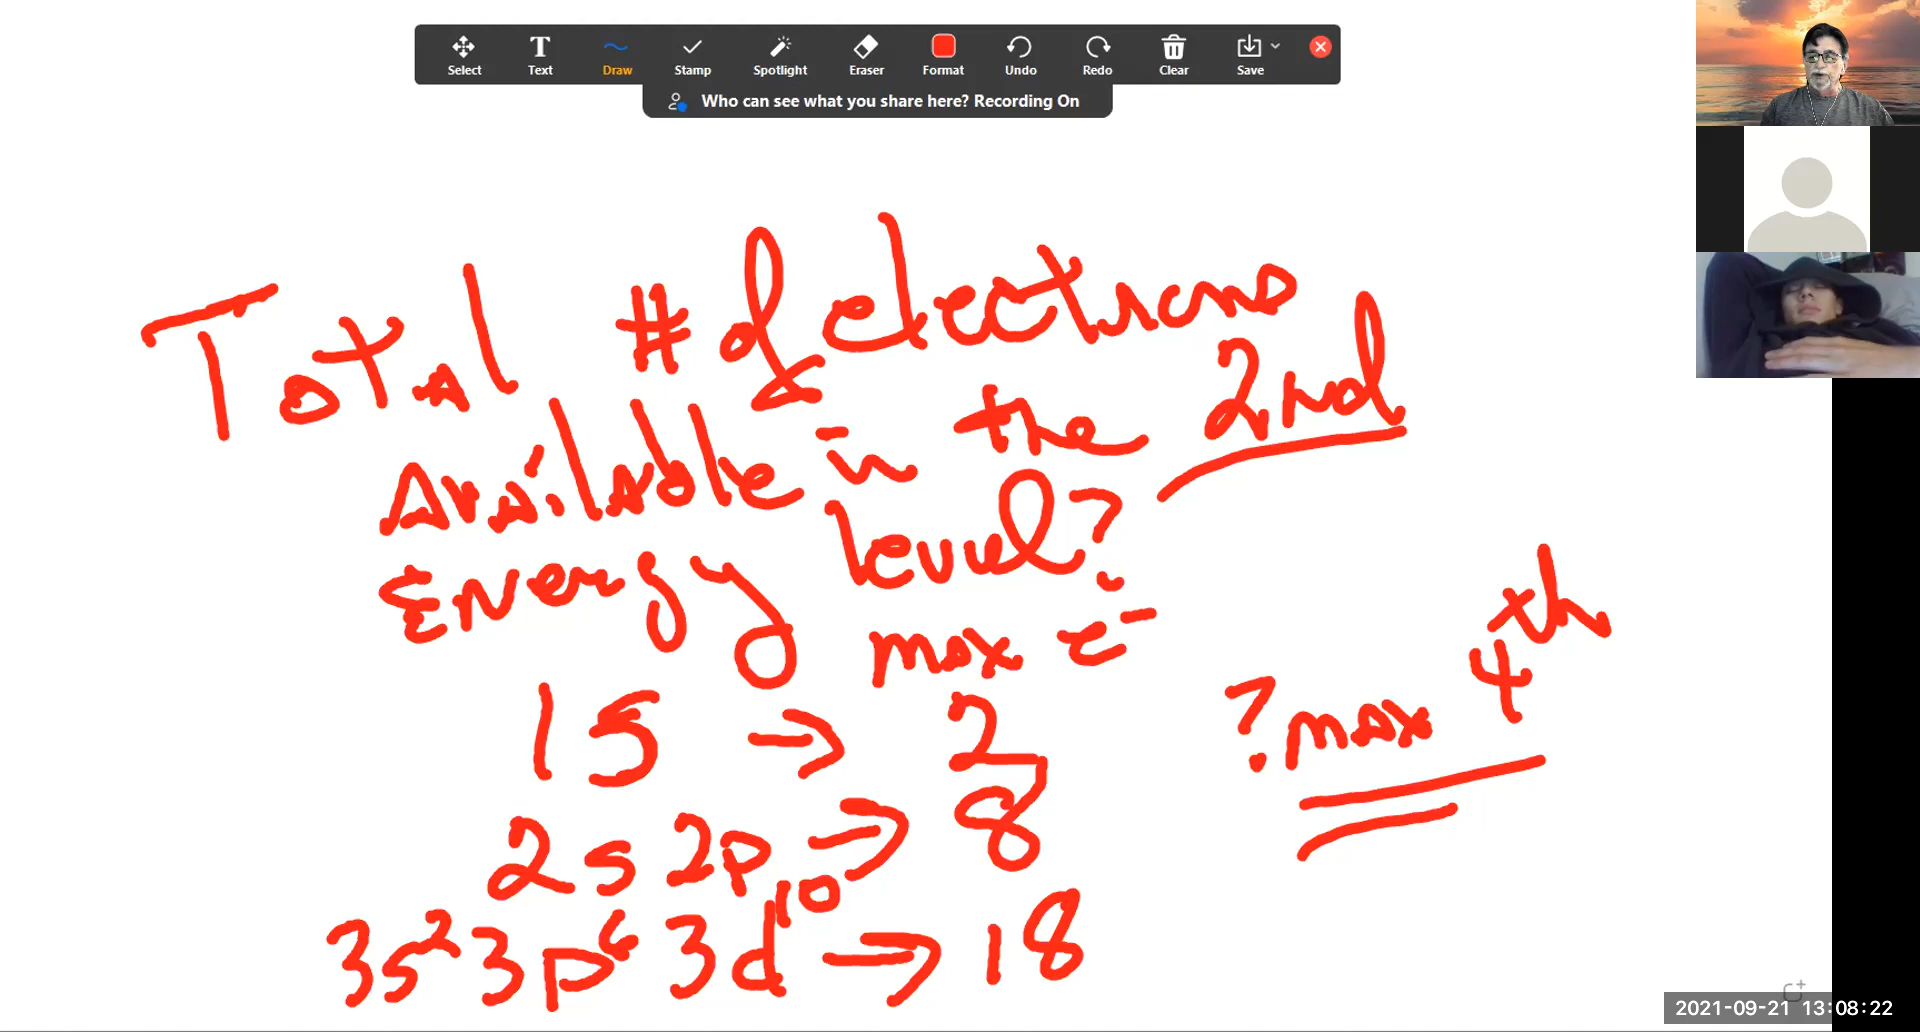 Select Text Draw Stamp Spotlight Eraser Format Undo Redo Clear Save
Who can see what you share here? Recording On
Total # of electrons
Available in the 2nd
Energy level?
max e-
1s → 2
2s 2p → 8
3s² 3p⁶ 3d¹⁰ → 18
? max 4th
2021-09-21 13:08:22